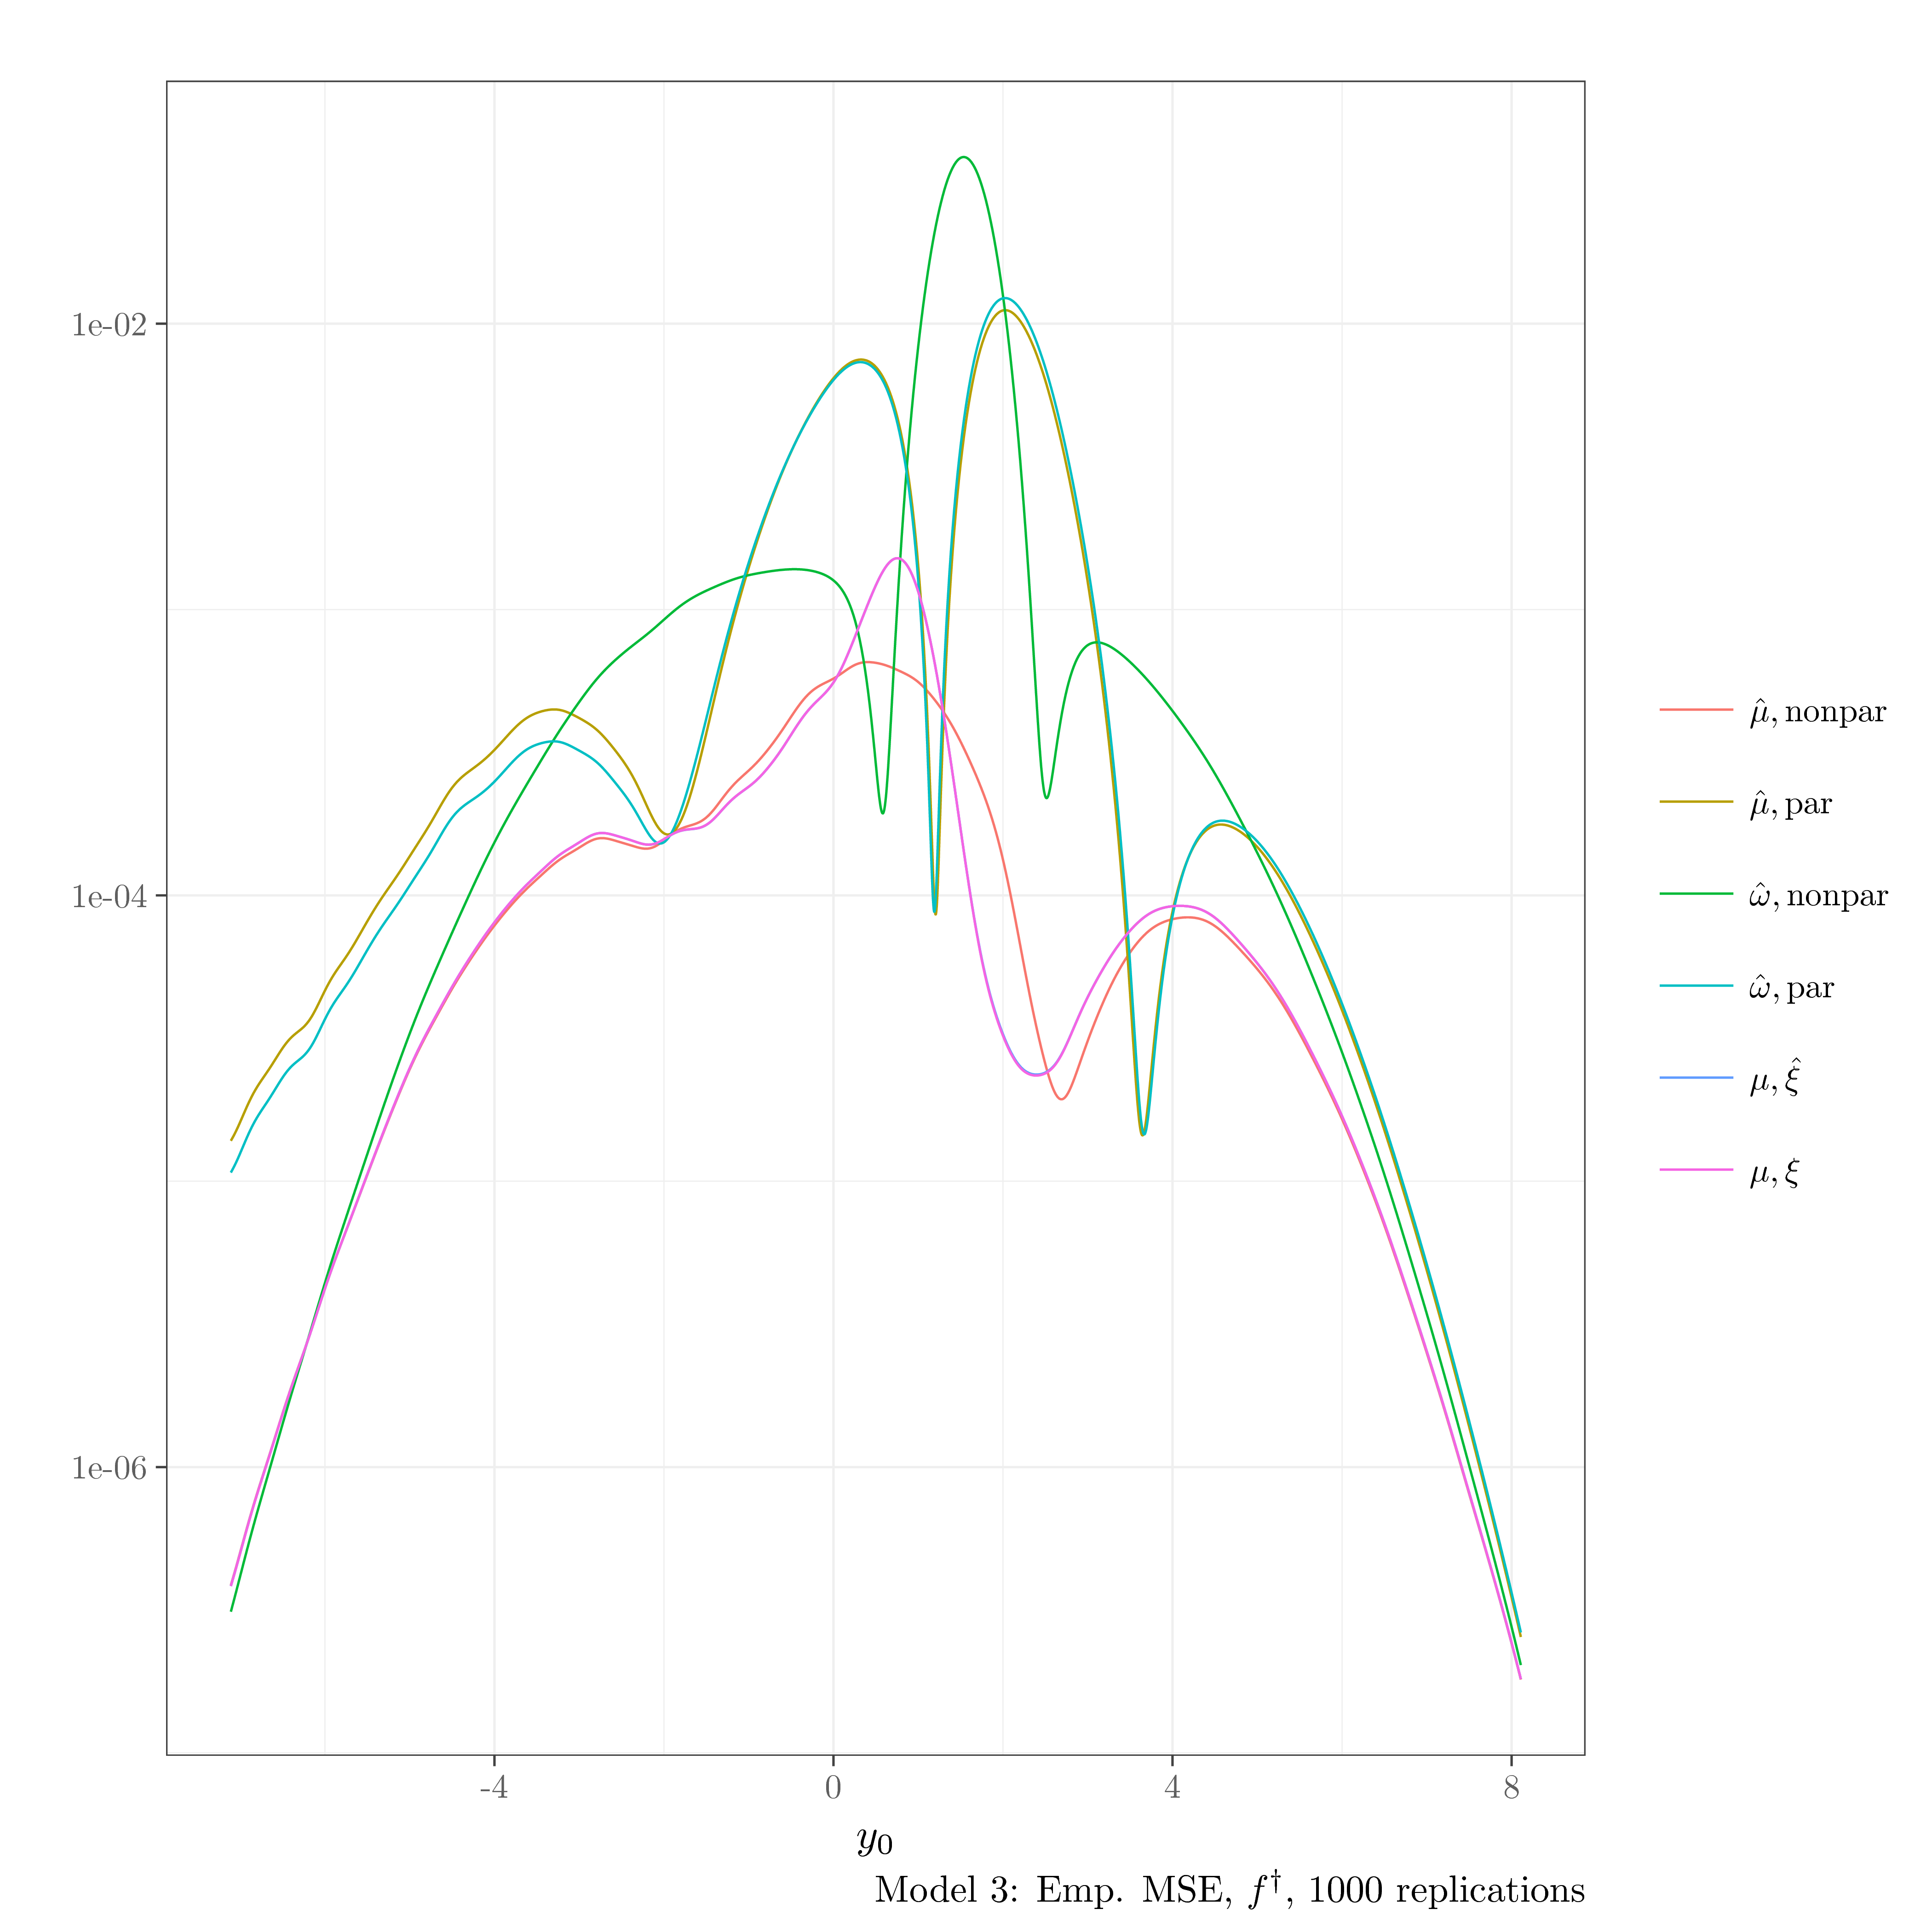 1e-02
1e-04
1e-06
-4
0
4
8
y₀
Model 3: Emp. MSE, f†, 1000 replications
μ̂, nonpar
μ̂, par
ω̂, nonpar
ω̂, par
μ, ξ̂
μ, ξ